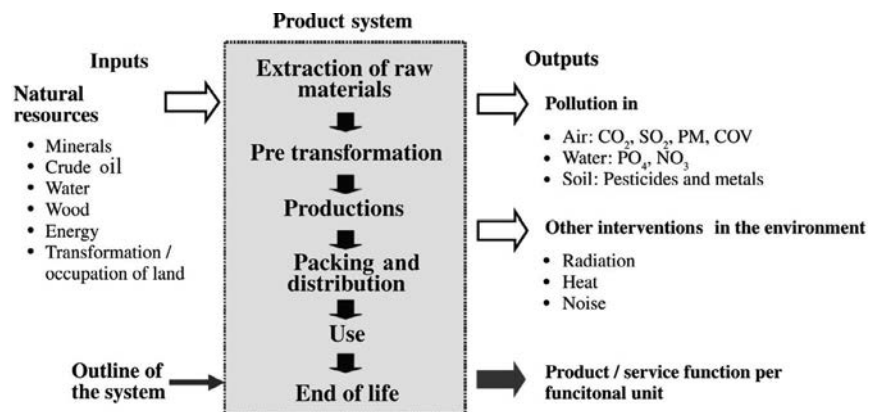 Product system
Inputs
Natural
resources
• Minerals
• Crude oil
• Water
• Wood
• Energy
• Transformation /
occupation of land
Outline of
the system
Extraction of raw
materials
Pre transformation
Productions
Packing and
distribution
Use
End of life
Outputs
Pollution in
• Air: CO₂, SO₂, PM, COV
• Water: PO₄, NO₃
• Soil: Pesticides and metals
Other interventions in the environment
• Radiation
• Heat
• Noise
Product / service function per
funcitonal unit